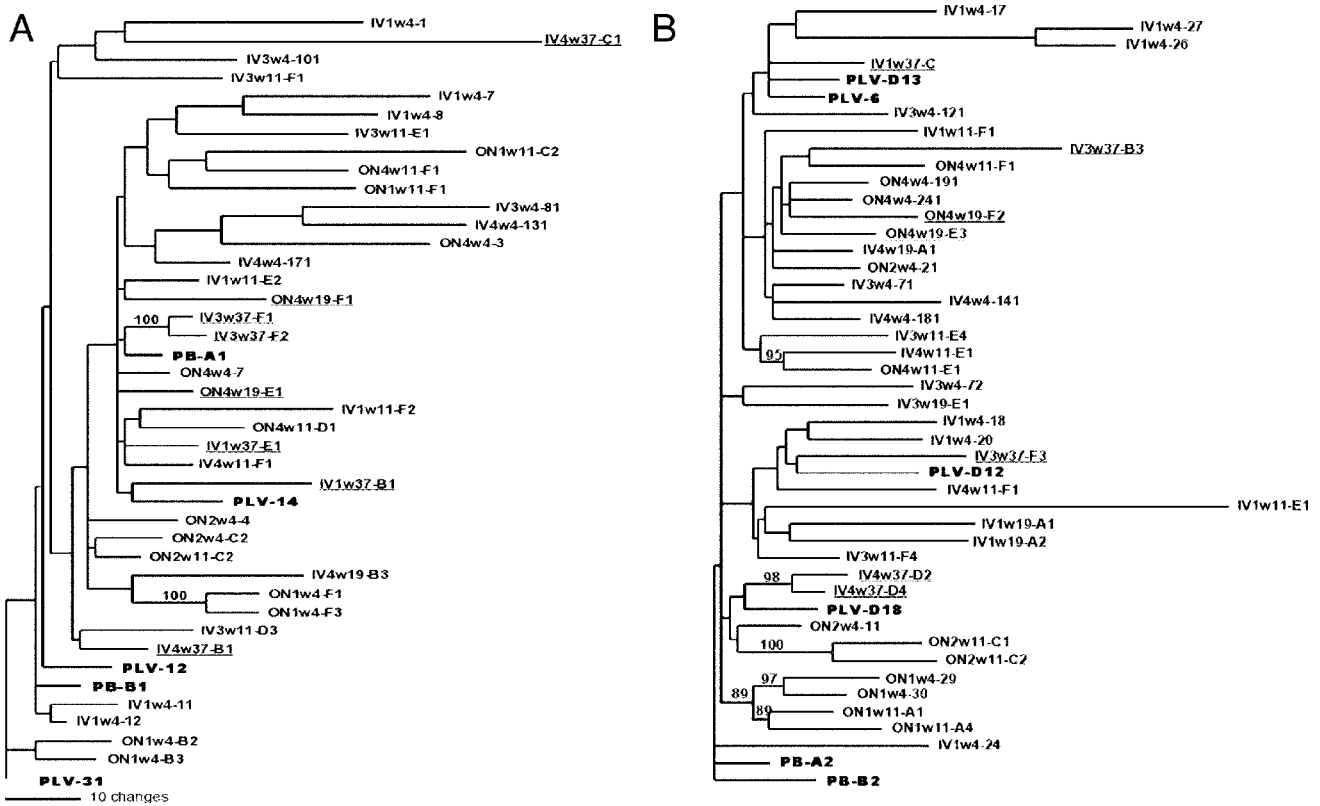 A
IV1w4-1
IV4w37-C1
IV3w4-101
IV3w11-F1
IV1w4-7
IV1w4-8
IV3w11-E1
ON1w11-C2
ON4w11-F1
ON1w11-F1
IV3w4-81
IV4w4-131
ON4w4-3
IV4w4-171
IV1w11-E2
ON4w19-F1
100
IV3w37-F1
IV3w37-F2
PB-A1
ON4w4-7
ON4w19-E1
IV1w11-F2
ON4w11-D1
IV1w37-E1
IV4w11-F1
IV1w37-B1
PLV-14
ON2w4-4
ON2w4-C2
ON2w11-C2
IV4w19-B3
100
ON1w4-F1
ON1w4-F3
IV3w11-D3
IV4w37-B1
PLV-12
PB-B1
IV1w4-11
IV1w4-12
ON1w4-B2
ON1w4-B3
PLV-31
10 changes
B
IV1w4-17
IV1w4-27
IV1w4-26
IV1w37-C
PLV-D13
PLV-6
IV3w4-121
IV1w11-F1
IV3w37-B3
ON4w11-F1
ON4w4-191
ON4w4-241
ON4w19-F2
ON4w19-E3
IV4w19-A1
ON2w4-21
IV3w4-71
IV4w4-141
IV4w4-181
IV3w11-E4
95
IV4w11-E1
ON4w11-E1
IV3w4-72
IV3w19-E1
IV1w4-18
IV1w4-20
IV3w37-F3
PLV-D12
IV4w11-F1
IV1w11-E1
IV1w19-A1
IV1w19-A2
IV3w11-F4
98
IV4w37-D2
IV4w37-D4
PLV-D18
ON2w4-11
100
ON2w11-C1
ON2w11-C2
89
97
ON1w4-29
ON1w4-30
89
ON1w11-A1
ON1w11-A4
IV1w4-24
PB-A2
PB-B2